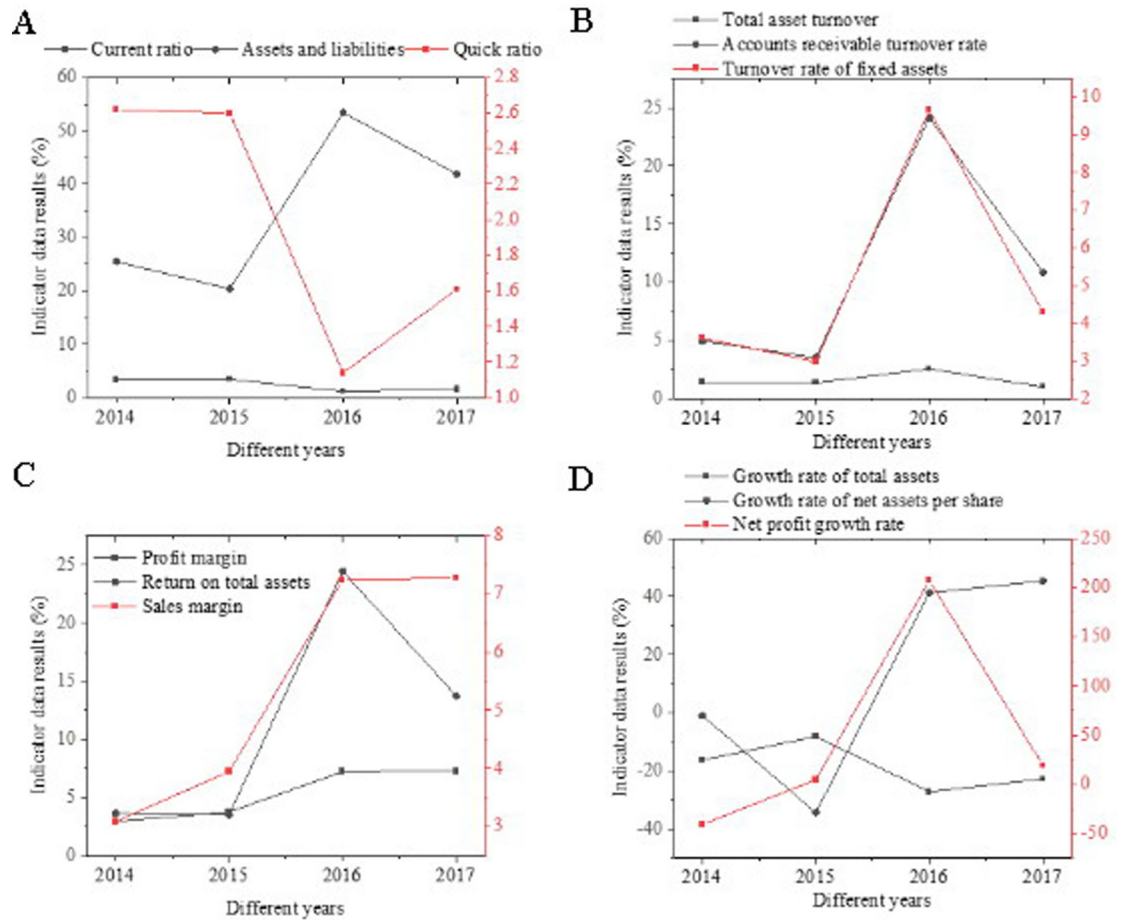 A
Current ratio Assets and liabilities Quick ratio
60
50
40
30
20
10
0
2.8
2.6
2.4
2.2
2.0
1.8
1.6
1.4
1.2
1.0
Indicator data results (%)
2014 2015 2016 2017
Different years
B
Total asset turnover
Accounts receivable turnover rate
Turnover rate of fixed assets
25
20
15
10
5
0
10
9
8
7
6
5
4
3
2
Indicator data results (%)
2014 2015 2016 2017
Different years
C
Profit margin
Return on total assets
Sales margin
25
20
15
10
5
0
8
7
6
5
4
3
Indicator data results (%)
2014 2015 2016 2017
Different years
D
Growth rate of total assets
Growth rate of net assets per share
Net profit growth rate
60
40
20
0
-20
-40
250
200
150
100
50
0
-50
Indicator data results (%)
2014 2015 2016 2017
Different years